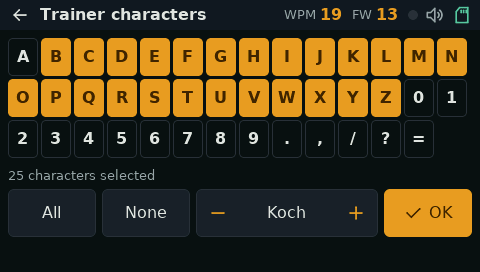 Trainer characters WPM 19 FW 13
A B C D E F G H I J K L M N
O P Q R S T U V W X Y Z 0 1
2 3 4 5 6 7 8 9 . , / ? =
25 characters selected
All None − Koch + OK